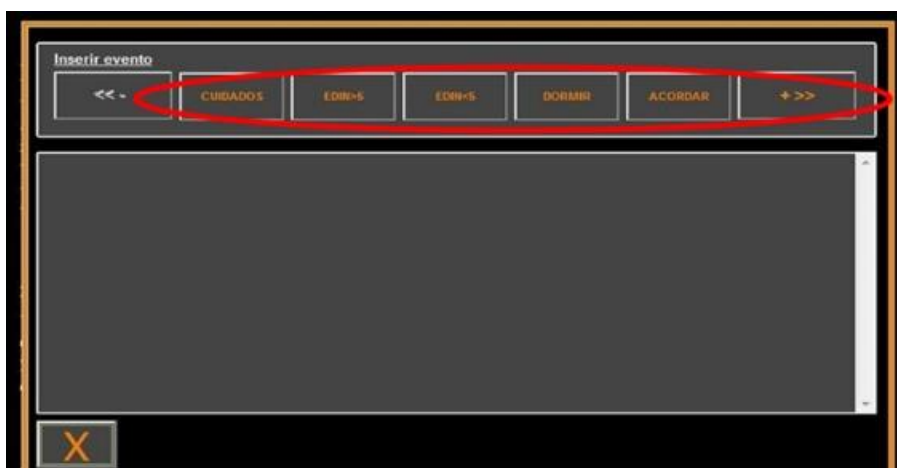 Inserir evento
<< -
CUIDADOS
EDIN>5
EDIN<5
DORMIR
ACORDAR
+ >>
X